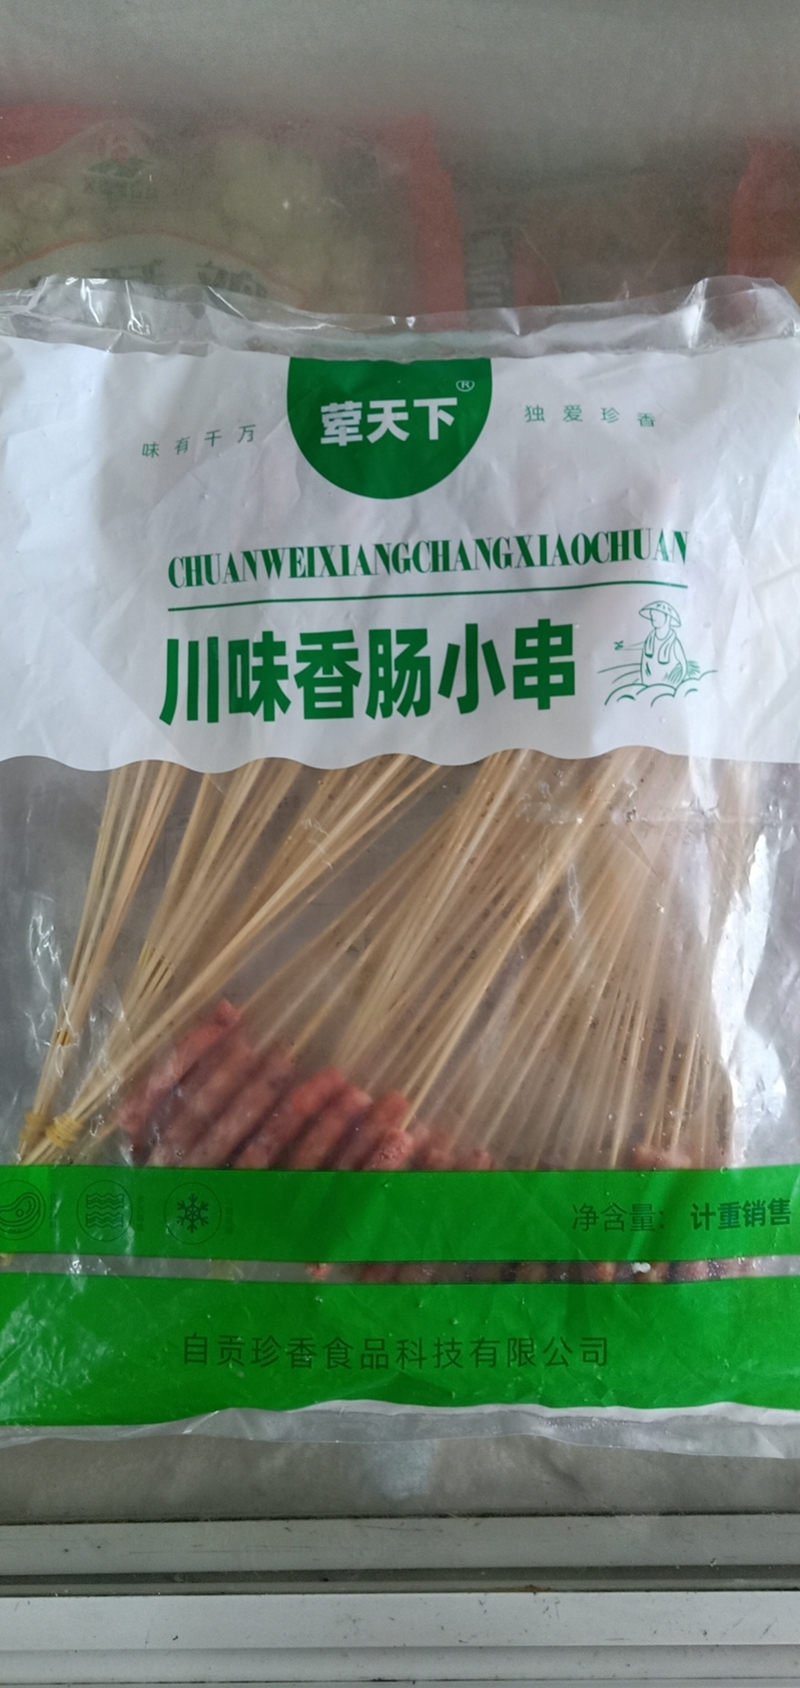 荤天下®
味有千万
独爱珍香
CHUANWEIXIANGCHANGXIAOCHUAN
川味香肠小串
净含量: 计重销售
自贡珍香食品科技有限公司